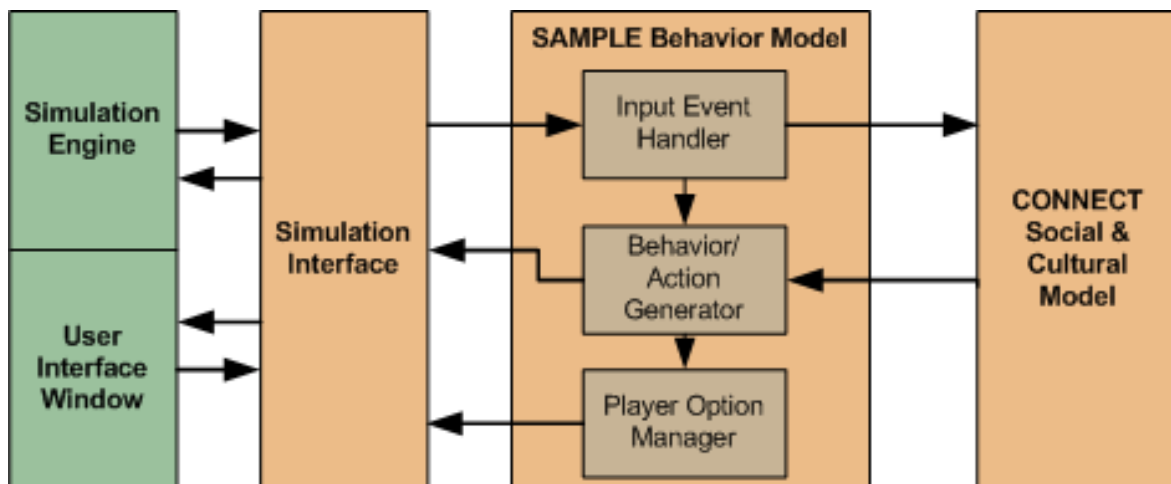 Simulation
Engine
User
Interface
Window
Simulation
Interface
SAMPLE Behavior Model
Input Event
Handler
Behavior/
Action
Generator
Player Option
Manager
CONNECT
Social &
Cultural
Model